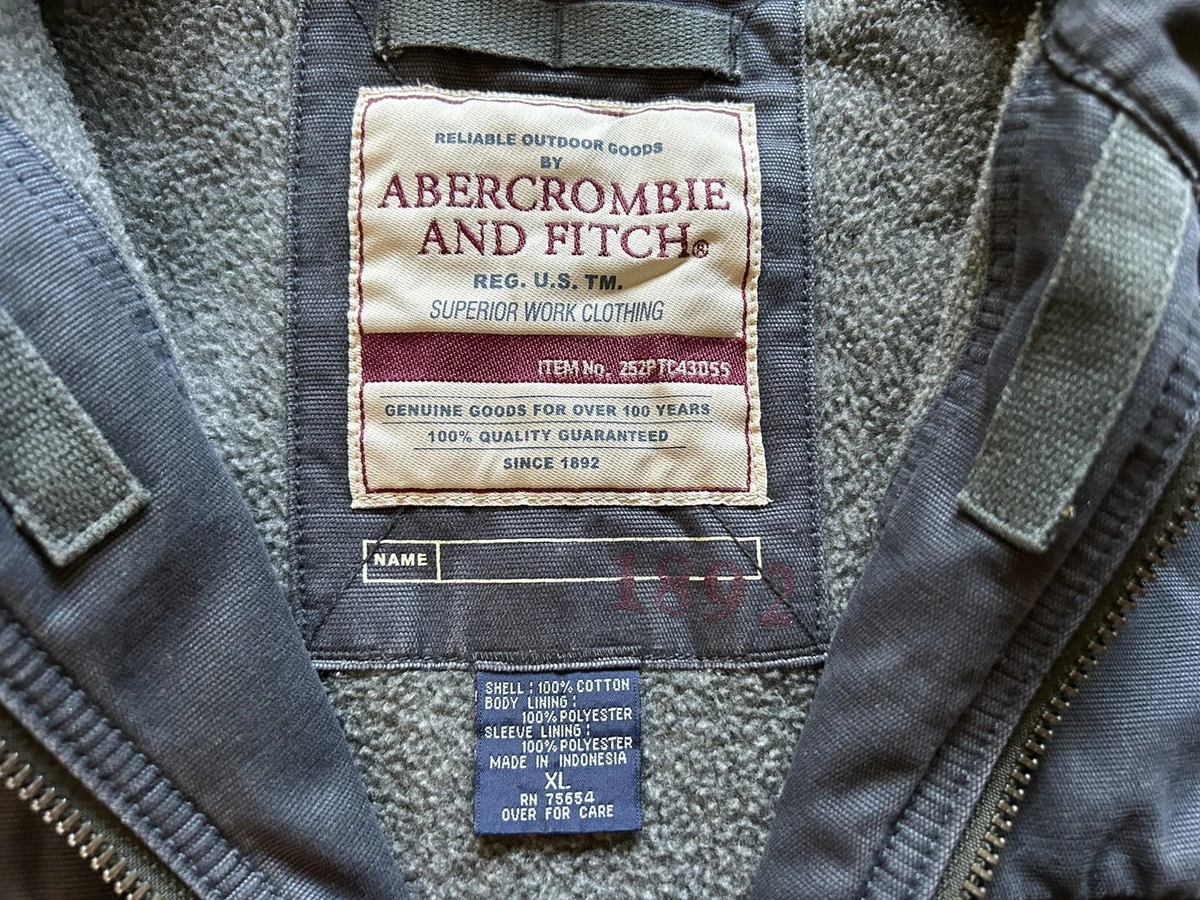 RELIABLE OUTDOOR GOODS
BY
ABERCROMBIE
AND FITCH®
REG. U.S. TM.
SUPERIOR WORK CLOTHING
ITEM No. 252PTC43DSS
GENUINE GOODS FOR OVER 100 YEARS
100% QUALITY GUARANTEED
SINCE 1892
NAME
1892
SHELL : 100% COTTON
BODY LINING :
100% POLYESTER
SLEEVE LINING :
100% POLYESTER
MADE IN INDONESIA
XL
RN 75654
OVER FOR CARE